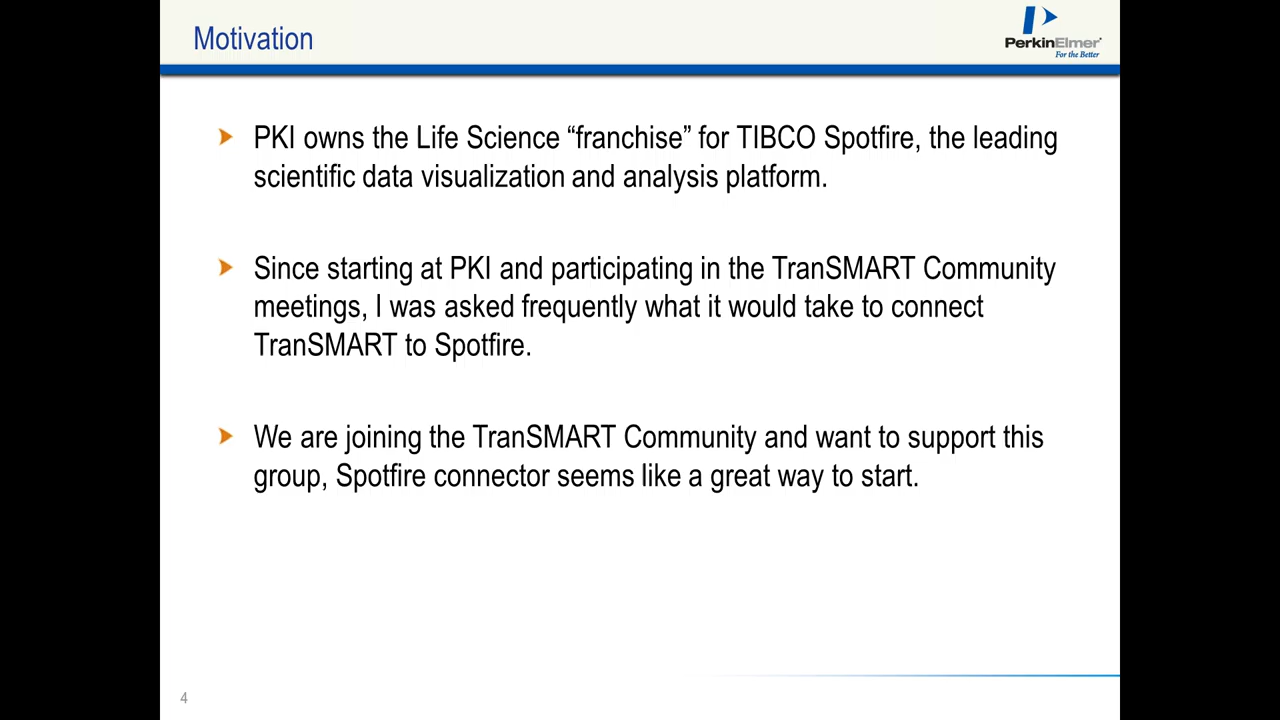 Motivation
PerkinElmer
For the Better
PKI owns the Life Science “franchise” for TIBCO Spotfire, the leading
scientific data visualization and analysis platform.
Since starting at PKI and participating in the TranSMART Community
meetings, I was asked frequently what it would take to connect
TranSMART to Spotfire.
We are joining the TranSMART Community and want to support this
group, Spotfire connector seems like a great way to start.
4